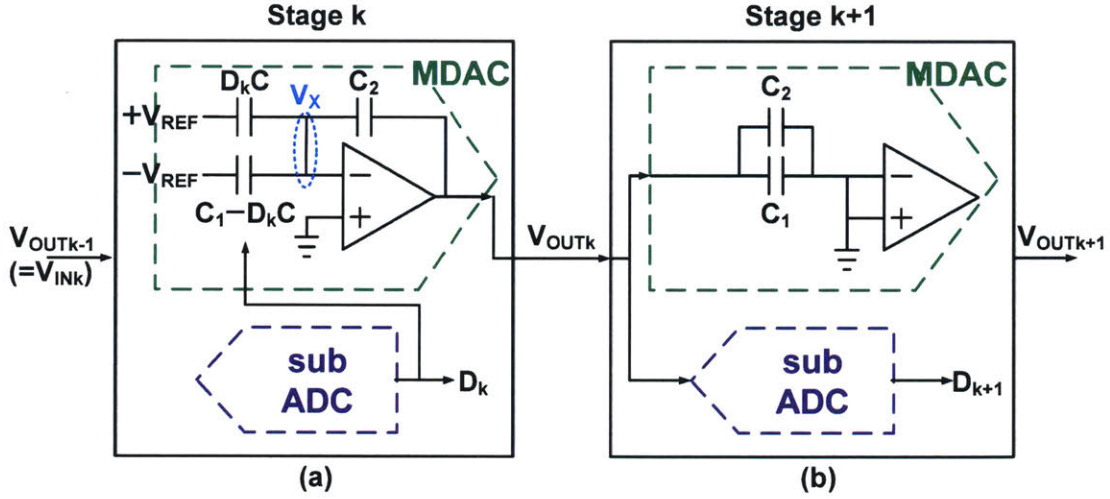 Stage k
Stage k+1
MDAC
DkC
VX
C2
+VREF
−VREF
−
+
C1−DkC
VOUTk-1
(=VINk)
sub
ADC
Dk
(a)
VOUTk
MDAC
C2
C1
−
+
VOUTk+1
sub
ADC
Dk+1
(b)